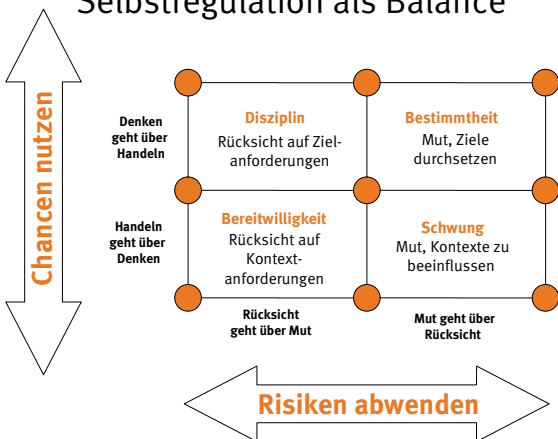 Selbstregulation als Balance
Chancen nutzen
Denken
geht über
Handeln
Disziplin
Rücksicht auf Ziel-
anforderungen
Bestimmtheit
Mut, Ziele
durchsetzen
Handeln
geht über
Denken
Bereitwilligkeit
Rücksicht auf
Kontext-
anforderungen
Schwung
Mut, Kontexte zu
beeinflussen
Rücksicht
geht über Mut
Mut geht über
Rücksicht
Risiken abwenden